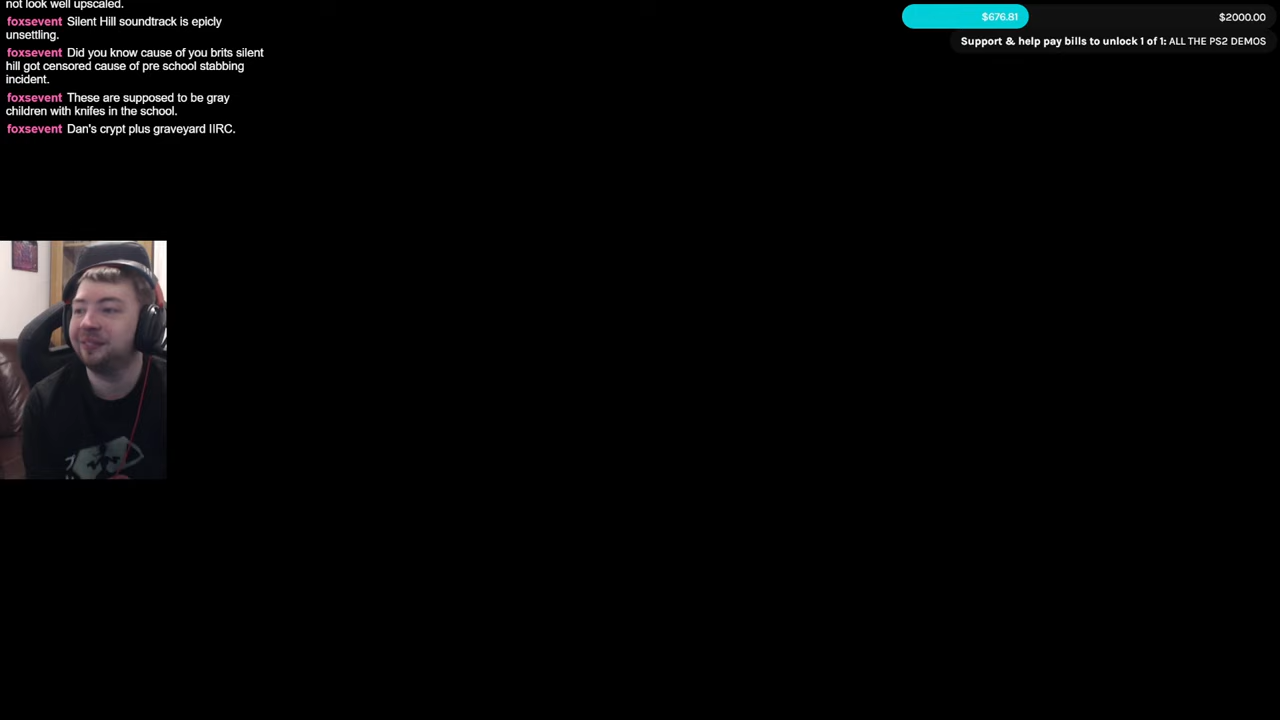 not look well upscaled.
foxsevent Silent Hill soundtrack is epicly
unsettling.
foxsevent Did you know cause of you brits silent
hill got censored cause of pre school stabbing
incident.
foxsevent These are supposed to be gray
children with knifes in the school.
foxsevent Dan's crypt plus graveyard IIRC.
$676.81
$2000.00
Support & help pay bills to unlock 1 of 1: ALL THE PS2 DEMOS